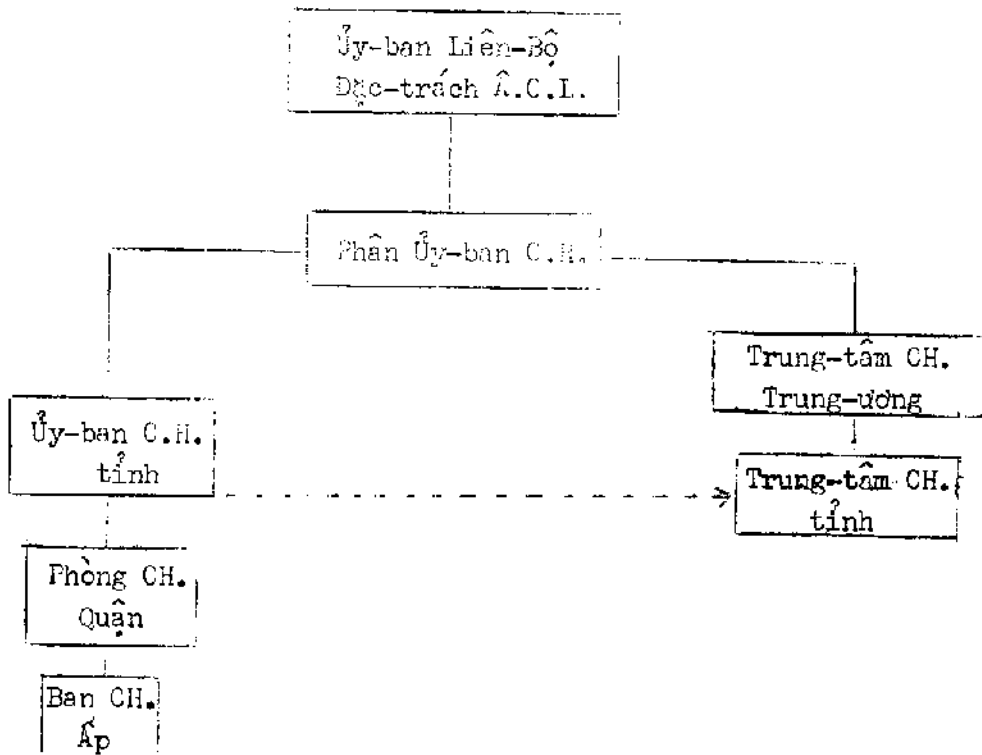 Ủy-ban Liên-Bộ
Đặc-trách Â.C.L.
Phân Ủy-ban C.H.
Trung-tâm CH.
Trung-ương
Ủy-ban C.H.
tỉnh
Trung-tâm CH.
tỉnh
Phòng CH.
Quận
Ban CH.
Ấp